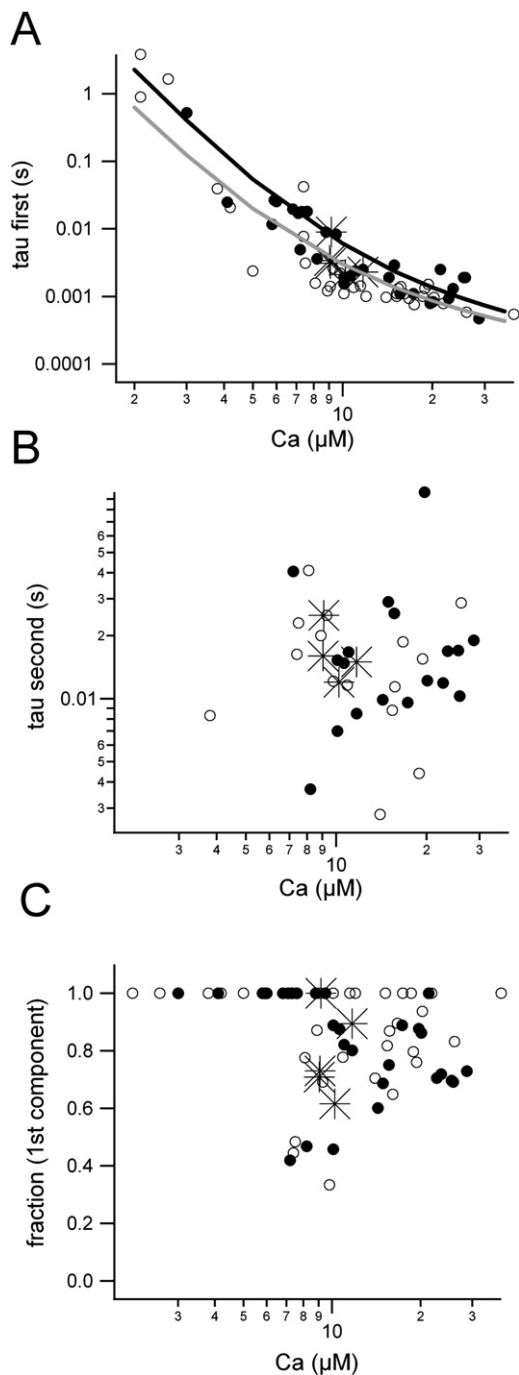 A
tau first (s)
1
0.1
0.01
0.001
0.0001
2 3 4 5 6 7 8 9 10 2 3
Ca (µM)
B
tau second (s)
6
5
4
3
2
0.01
6
5
4
3
3 4 5 6 7 8 9 10 2 3
Ca (µM)
C
fraction (1st component)
1.0
0.8
0.6
0.4
0.2
0.0
3 4 5 6 7 8 9 10 2 3
Ca (µM)